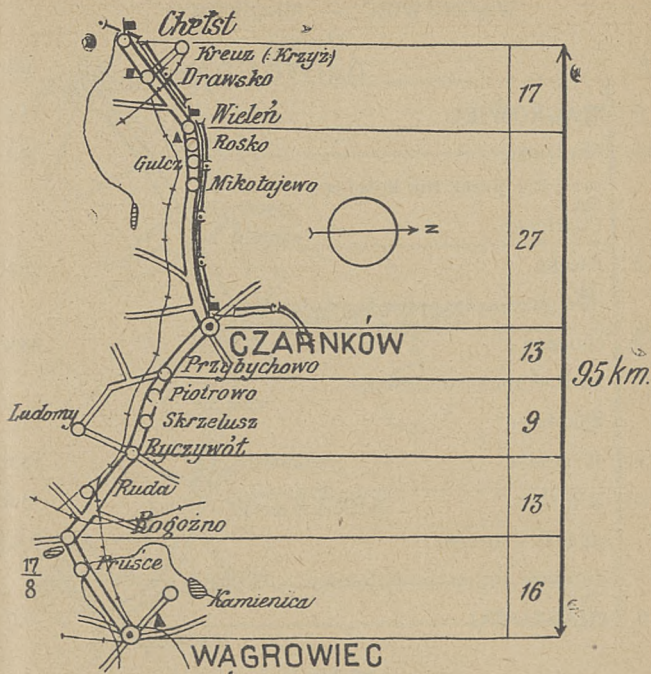 Chełst
Kreuz (: Krzyż:)
Drawsko
17
Wieleń
Rosko
Gulcz
Mikołajewo
N
27
CZARNKÓW
13
95 km.
Przybychowo
Piotrowo
Ludomy
Skrzelusz
9
Ryczywół
Ruda
13
Rogoźno
17
8
Pruśce
16
Kamienica
WĄGROWIEC